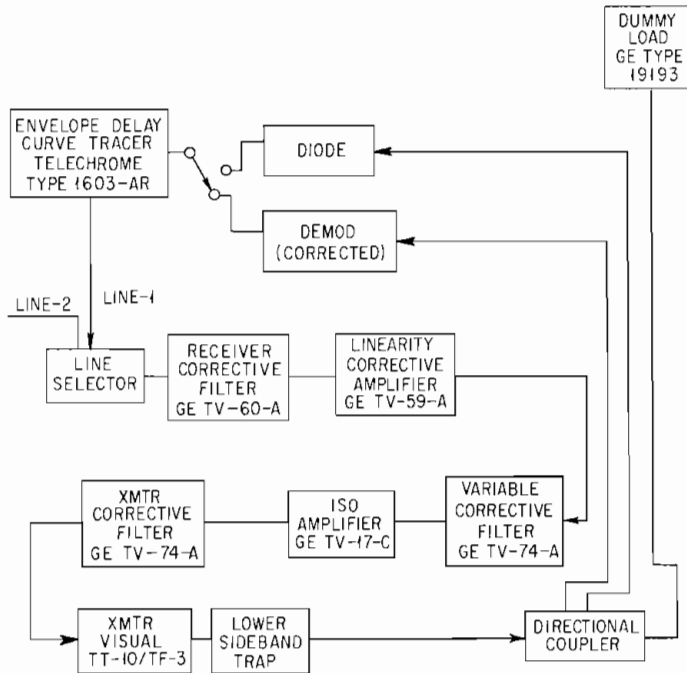 DUMMY
LOAD
GE TYPE
19193
ENVELOPE DELAY
CURVE TRACER
TELECHROME
TYPE 1603-AR
DIODE
DEMOD
(CORRECTED)
LINE-2
LINE-1
LINE
SELECTOR
RECEIVER
CORRECTIVE
FILTER
GE TV-60-A
LINEARITY
CORRECTIVE
AMPLIFIER
GE TV-59-A
XMTR
CORRECTIVE
FILTER
GE TV-74-A
ISO
AMPLIFIER
GE TV-17-C
VARIABLE
CORRECTIVE
FILTER
GE TV-74-A
XMTR
VISUAL
TT-10/TF-3
LOWER
SIDEBAND
TRAP
DIRECTIONAL
COUPLER